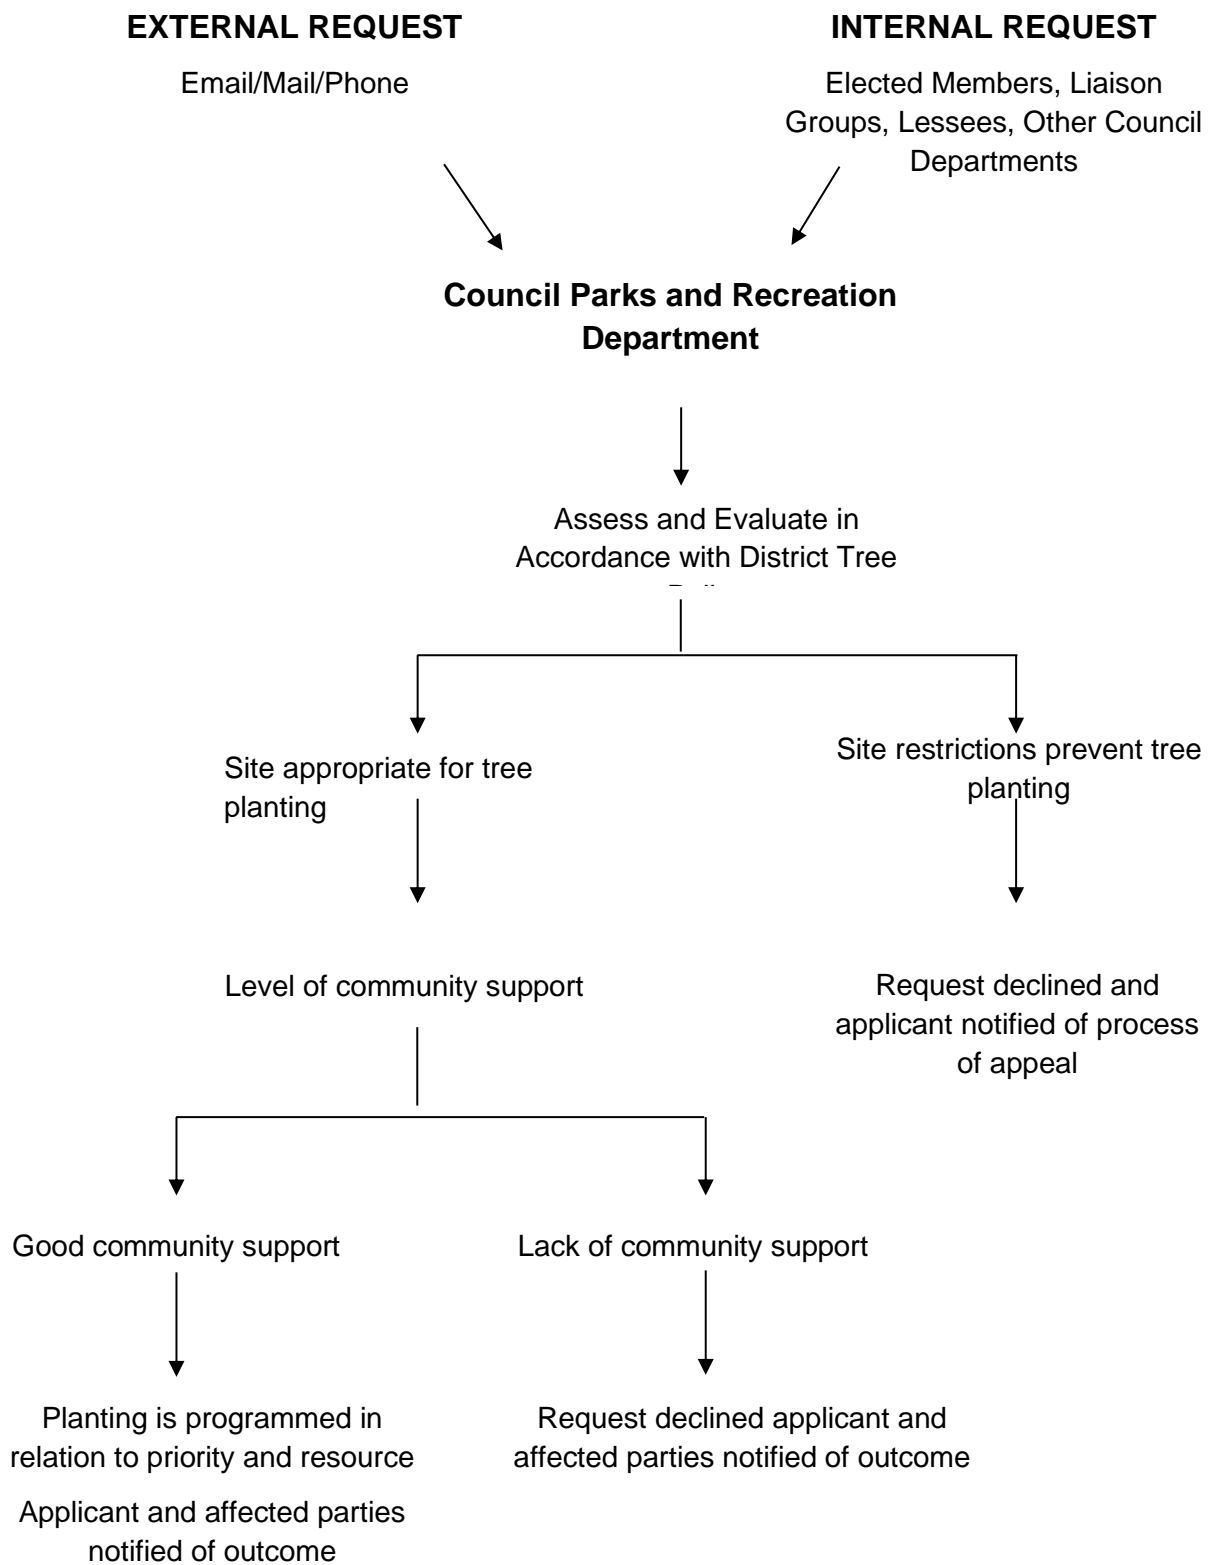 EXTERNAL REQUEST
Email/Mail/Phone
INTERNAL REQUEST
Elected Members, Liaison
Groups, Lessees, Other Council
Departments
Council Parks and Recreation
Department
Assess and Evaluate in
Accordance with District Tree
Site appropriate for tree
planting
Site restrictions prevent tree
planting
Level of community support
Request declined and
applicant notified of process
of appeal
Good community support
Lack of community support
Planting is programmed in
relation to priority and resource
Applicant and affected parties
notified of outcome
Request declined applicant and
affected parties notified of outcome